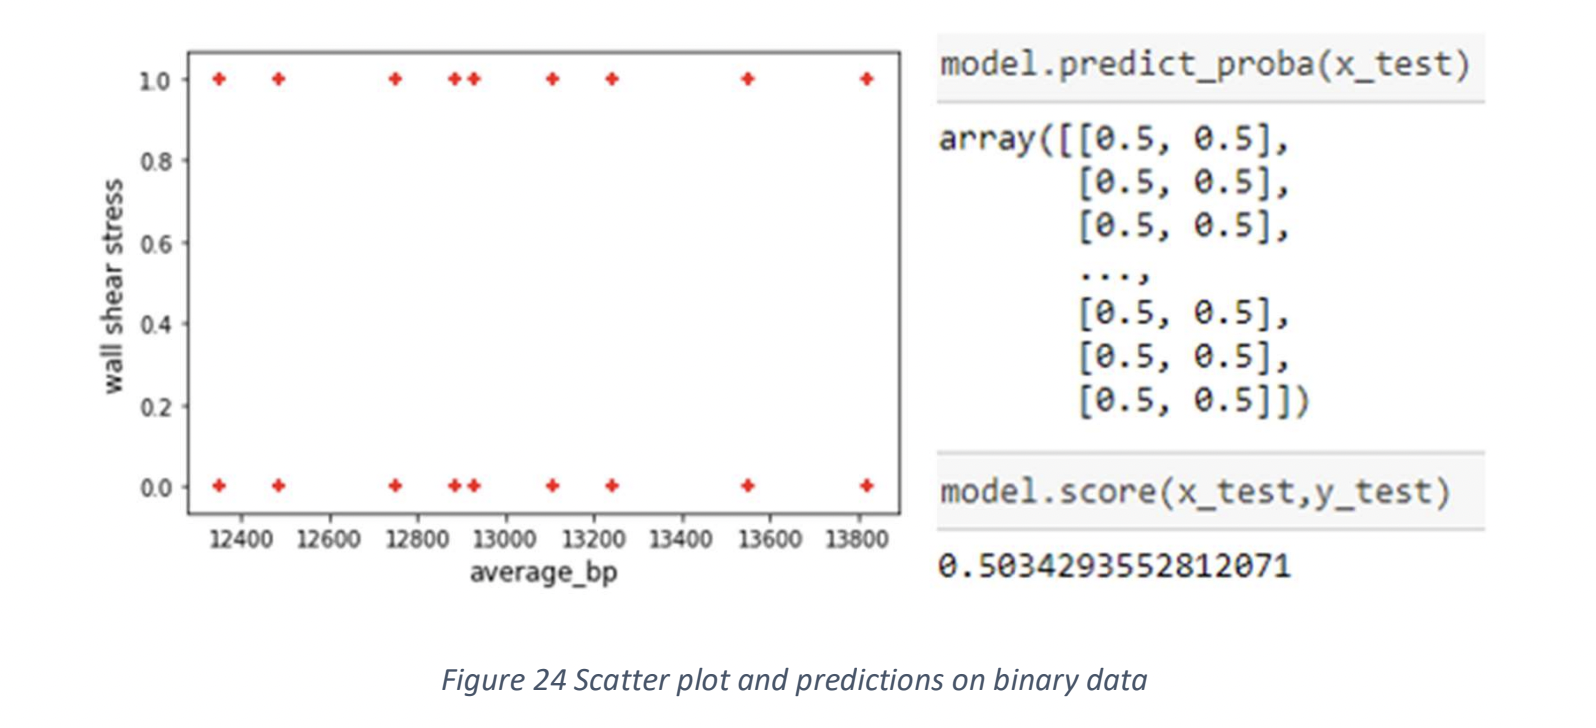 1.0
0.8
0.6
0.4
0.2
0.0
wall shear stress
12400 12600 12800 13000 13200 13400 13600 13800
average_bp
model.predict_proba(x_test)
array([[0.5, 0.5],
[0.5, 0.5],
[0.5, 0.5],
...,
[0.5, 0.5],
[0.5, 0.5],
[0.5, 0.5]])
model.score(x_test,y_test)
0.5034293552812071
Figure 24 Scatter plot and predictions on binary data